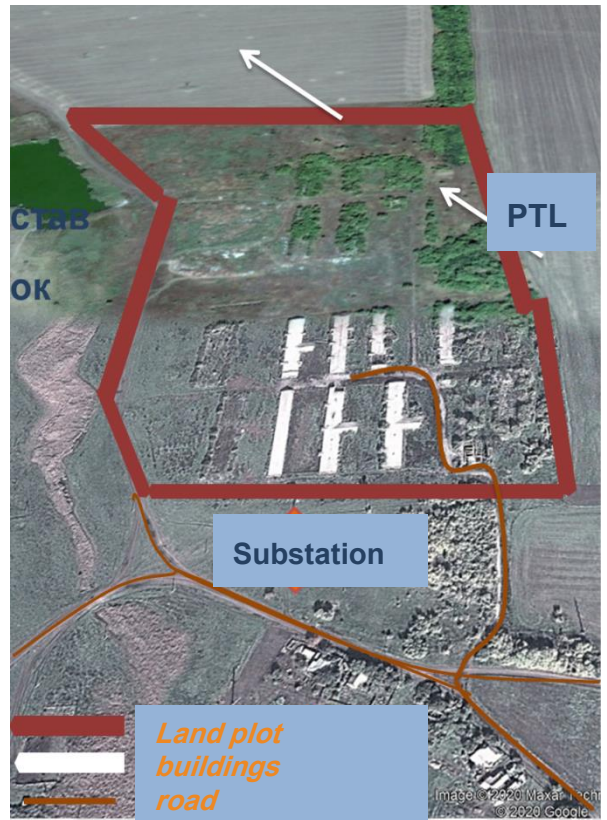 PTL
став
ок
Substation
Land plot
buildings
road
Image © 2020 Maxar Techn
© 2020 Google